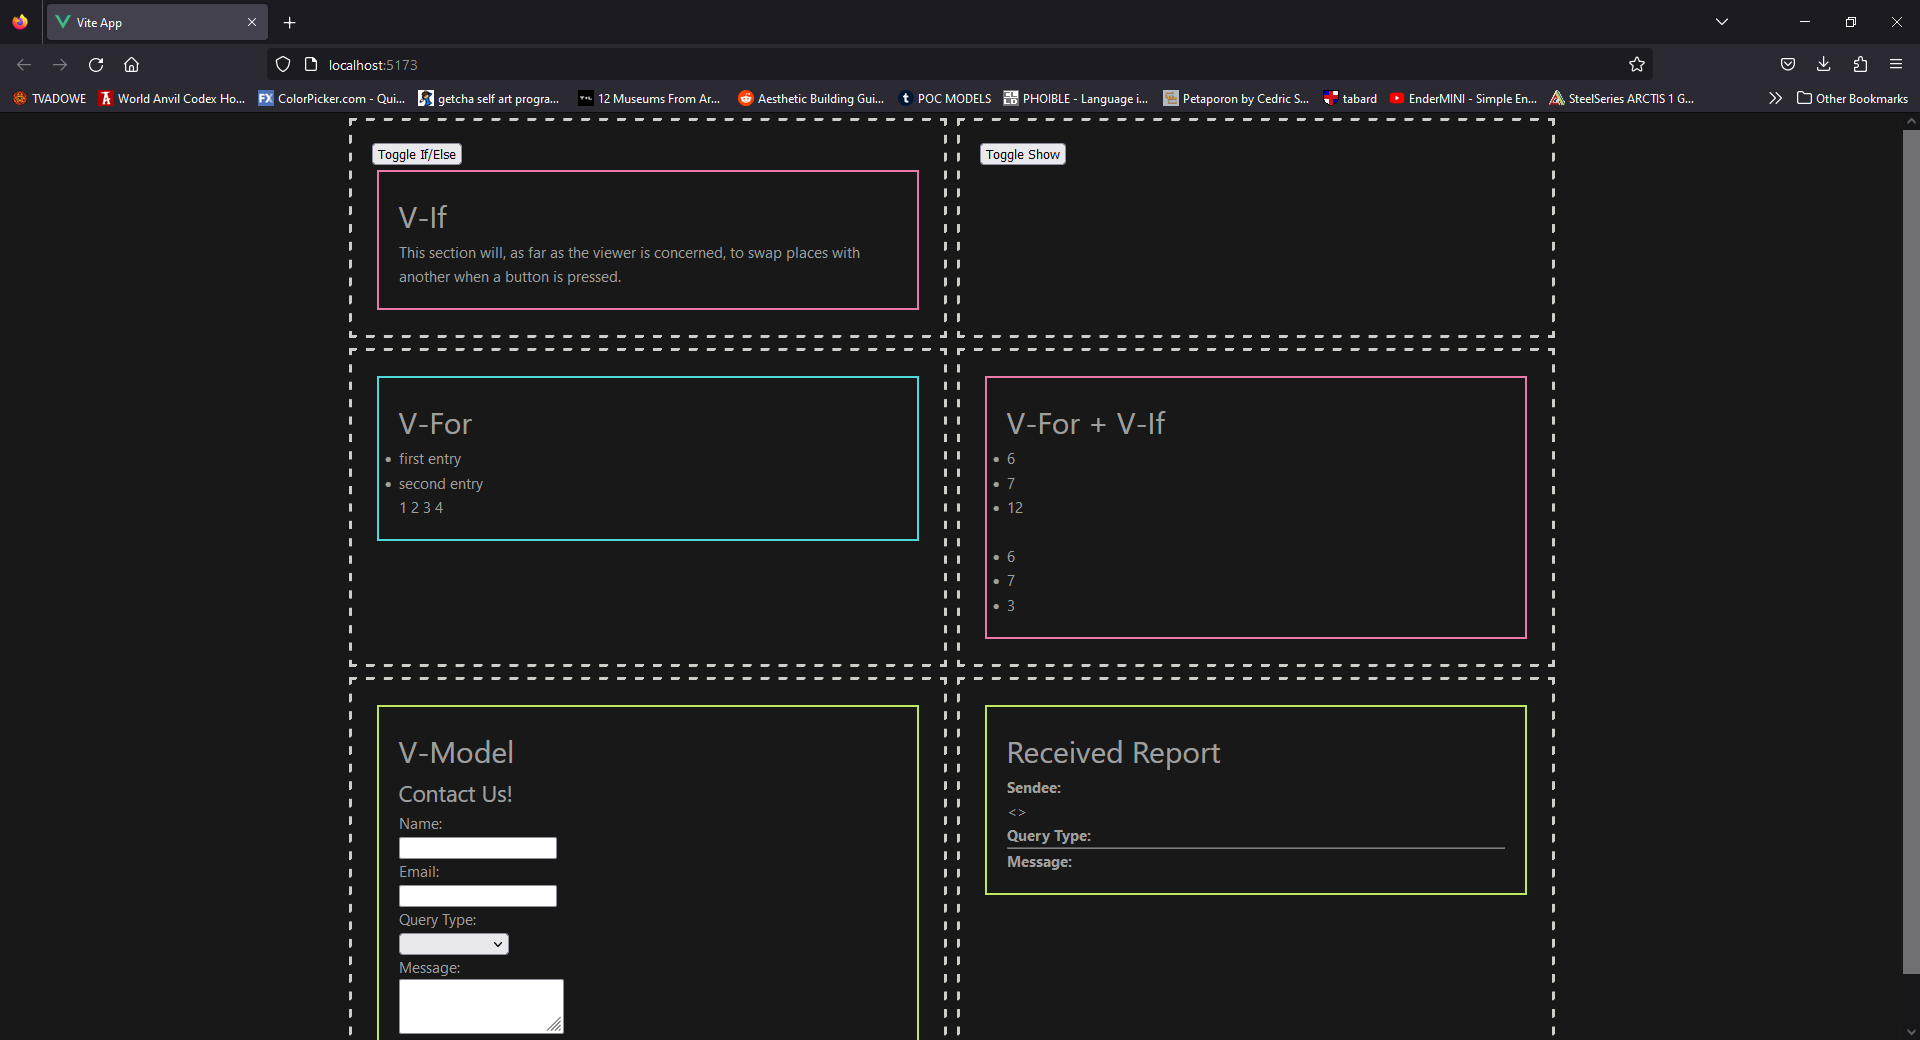 Vite App
localhost:5173
TVADOWE
World Anvil Codex Ho...
ColorPicker.com - Qui...
getcha self art progra...
12 Museums From Ar...
Aesthetic Building Gui...
POC MODELS
PHOIBLE - Language i...
Petaporon by Cedric S...
tabard
EnderMINI - Simple En...
SteelSeries ARCTIS 1 G...
Other Bookmarks
Toggle If/Else
V-If
This section will, as far as the viewer is concerned, to swap places with
another when a button is pressed.
Toggle Show
V-For
• first entry
• second entry
1 2 3 4
V-For + V-If
• 6
• 7
• 12
• 6
• 7
• 3
V-Model
Contact Us!
Name:
Email:
Query Type:
Message:
Received Report
Sendee:
<>
Query Type:
Message: